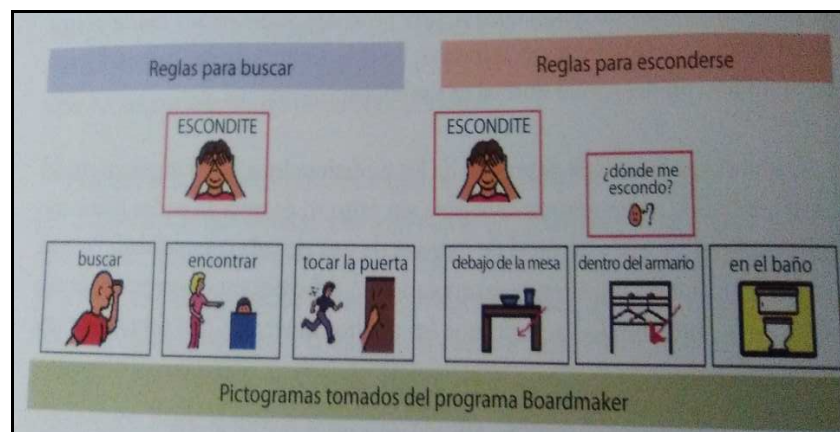 Reglas para buscar
Reglas para esconderse
ESCONDITE
ESCONDITE
¿dónde me
escondo?
?
buscar
encontrar
tocar la puerta
debajo de la mesa
dentro del armario
en el baño
Pictogramas tomados del programa Boardmaker